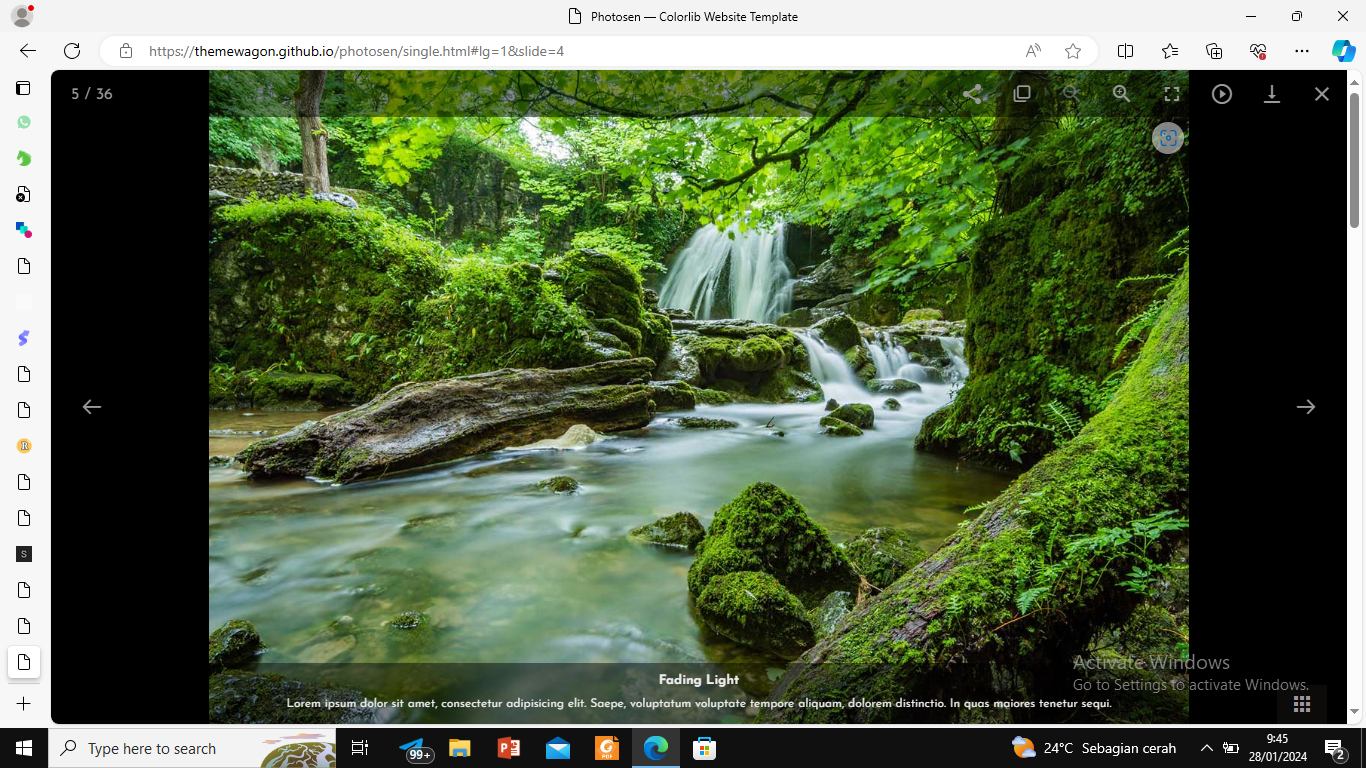 Photosen — Colorlib Website Template
https://themewagon.github.io/photosen/single.html#lg=1&slide=4
5 / 36
Fading Light
Lorem ipsum dolor sit amet, consectetur adipisicing elit. Saepe, voluptatum voluptate tempore aliquam, dolorem distinctio. In quas maiores tenetur sequi.
Activate Windows
Go to Settings to activate Windows.
Type here to search
99+
24°C Sebagian cerah
9:45
28/01/2024
2